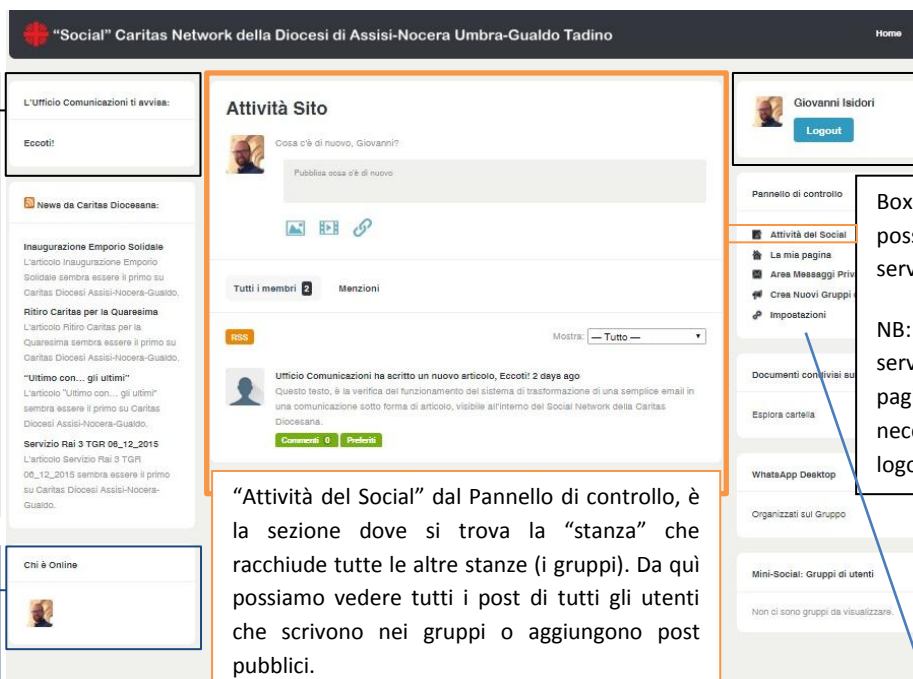 "Social" Caritas Network della Diocesi di Assisi-Nocera Umbra-Gualdo Tadino
Home
L'Ufficio Comunicazioni ti avvisa:
Eccoti!
News da Caritas Diocesana:
Inaugurazione Emporio Solidale
L'articolo Inaugurazione Emporio
Solidale sembra essere il primo su
Caritas Diocesi Assisi-Nocera-Gualdo.
Ritiro Caritas per la Quaresima
L'articolo Ritiro Caritas per la
Quaresima sembra essere il primo su
Caritas Diocesi Assisi-Nocera-Gualdo.
"Ultimo con... gli ultimi"
L'articolo "Ultimo con... gli ultimi"
sembra essere il primo su Caritas
Diocesi Assisi-Nocera-Gualdo.
Servizio Rai 3 TGR 06_12_2015
L'articolo Servizio Rai 3 TGR
06_12_2015 sembra essere il primo
su Caritas Diocesi Assisi-Nocera-
Gualdo.
Chi è Online
Attività Sito
Cosa c'è di nuovo, Giovanni?
Pubblica cosa c'è di nuovo
Tutti i membri 2 Menzioni
RSS
Mostra: — Tutto —
Ufficio Comunicazioni ha scritto un nuovo articolo, Eccoti! 2 days ago
Questo testo, è la verifica del funzionamento del sistema di trasformazione di una semplice email in
una comunicazione sotto forma di articolo, visibile all'interno del Social Network della Caritas
Diocesana.
Commenti 0 Preferiti
"Attività del Social" dal Pannello di controllo, è
la sezione dove si trova la "stanza" che
racchiude tutte le altre stanze (i gruppi). Da quì
possiamo vedere tutti i post di tutti gli utenti
che scrivono nei gruppi o aggiungono post
pubblici.
Giovanni Isidori
Logout
Pannello di controllo
Attività del Social
La mia pagina
Area Messaggi Priv
Crea Nuovi Gruppi
Impostazioni
Documenti condivisi su
Esplora cartella
WhatsApp Desktop
Organizzati sul Gruppo
Mini-Social: Gruppi di utenti
Non ci sono gruppi da visualizzare.
Box
poss
serv
NB:
serv
pag
nece
logo